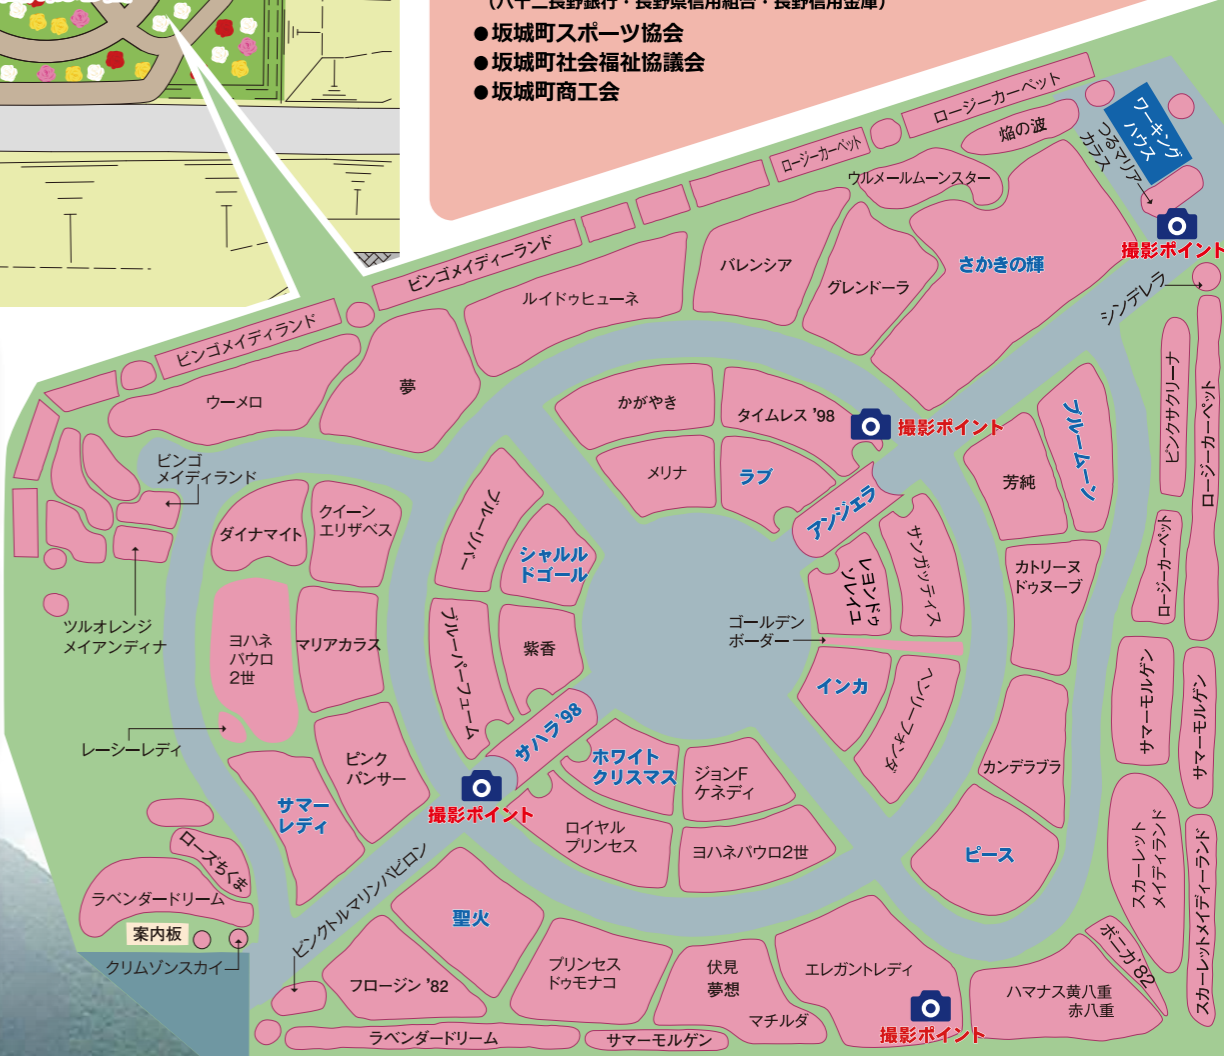 （八十二長野銀行・長野県信用組合・長野信用金庫）
●坂城町スポーツ協会
●坂城町社会福祉協議会
●坂城町商工会
ロージーカーペット
焔の波
ワーキング
ハウス
つるマリア
カラス
ロージーカーペット
ウルメールムーンスター
撮影ポイント
ピンゴメイディーランド
ルイドゥヒューネ
バレンシア
グレンドーラ
さかきの輝
シンデレラ
ピンゴメイディランド
ウーメロ
夢
かがやき
タイムレス ’98
撮影ポイント
メリナ
ラブ
アンジェラ
芳純
ブルームーン
ピンクサクリーナ
ロージーカーペット
ピンゴ
メイディランド
ダイナマイト
クイーン
エリザベス
ブルーリバー
シャルル
ドゴール
サンガッティス
レヨンドゥ
ソレイユ
カトリーヌ
ドゥヌーブ
ロージーカーペット
ツルオレンジ
メイアンディナ
ヨハネ
パウロ
2世
マリアカラス
ブルーパーフューム
紫香
ゴールデン
ボーダー
インカ
ヘンリーフォンダ
サマーモルゲン
サマーモルゲン
レーシーレディ
ピンク
パンサー
サハラ’98
ホワイト
クリスマス
ジョンF
ケネディ
カンデラブラ
サマー
レディ
撮影ポイント
ロイヤル
プリンセス
ヨハネパウロ2世
ピース
スカーレット
メイディランド
スカーレットメイディーランド
ローズちくま
ラベンダードリーム
案内板
クリムゾンスカイ
ピンクトルマリンバビロン
聖火
フロージン ’82
プリンセス
ドゥモナコ
伏見
夢想
マチルダ
エレガントレディ
撮影ポイント
ハマナス黄八重
赤八重
ボニカ’82
ラベンダードリーム
サマーモルゲン